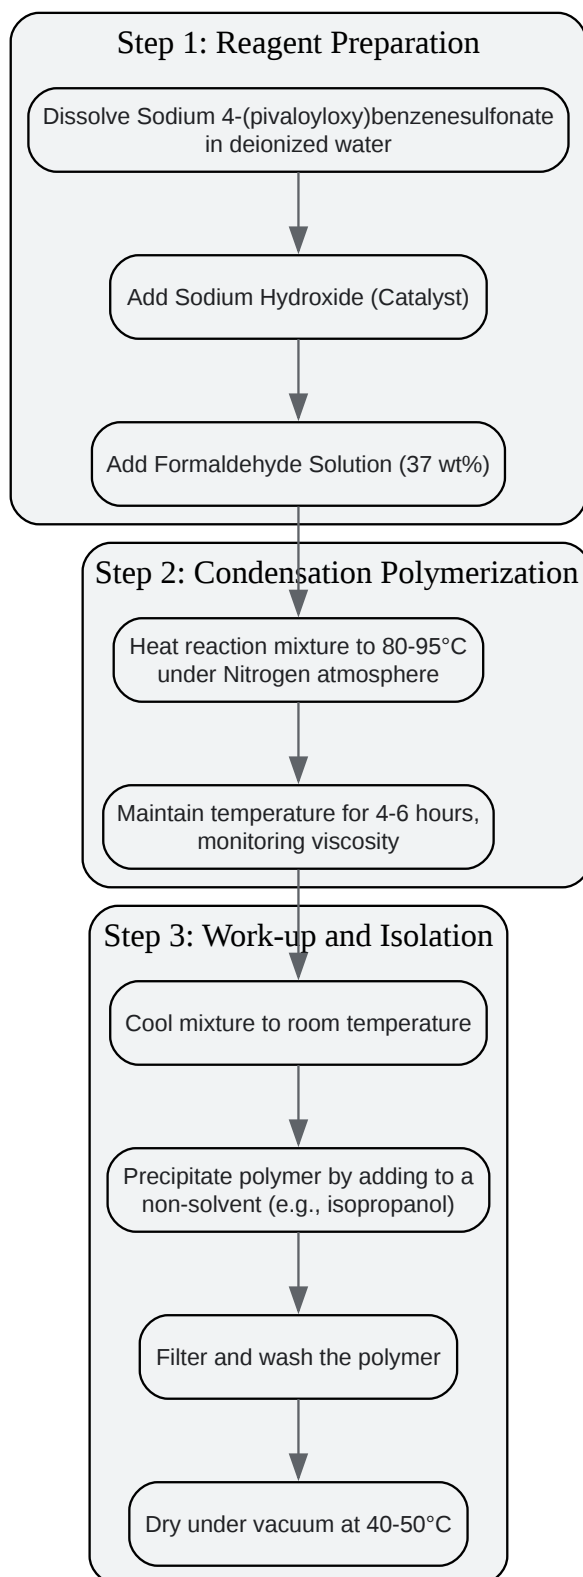 Step 1: Reagent Preparation
Dissolve Sodium 4-(pivaloyloxy)benzenesulfonate
in deionized water
Add Sodium Hydroxide (Catalyst)
Add Formaldehyde Solution (37 wt%)
Step 2: Condensation Polymerization
Heat reaction mixture to 80-95°C
under Nitrogen atmosphere
Maintain temperature for 4-6 hours,
monitoring viscosity
Step 3: Work-up and Isolation
Cool mixture to room temperature
Precipitate polymer by adding to a
non-solvent (e.g., isopropanol)
Filter and wash the polymer
Dry under vacuum at 40-50°C